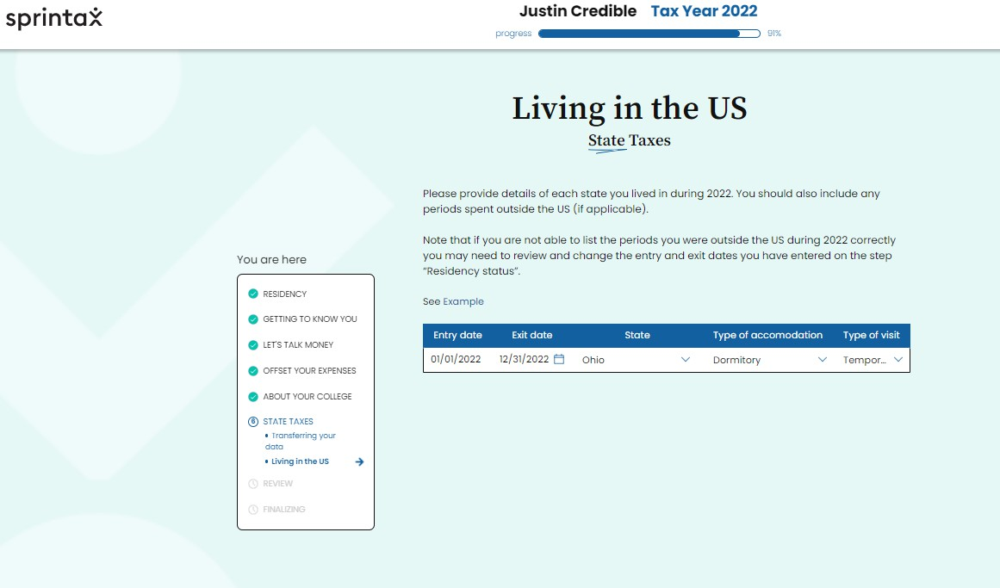 sprintax
Justin Credible Tax Year 2022
progress 91%
Living in the US
State Taxes
Please provide details of each state you lived in during 2022. You should also include any
periods spent outside the US (if applicable).
Note that if you are not able to list the periods you were outside the US during 2022 correctly
you may need to review and change the entry and exit dates you have entered on the step
“Residency status”.
See Example
Entry date Exit date State Type of accomodation Type of visit
01/01/2022 12/31/2022 Ohio Dormitory Tempor...
You are here
RESIDENCY
GETTING TO KNOW YOU
LET'S TALK MONEY
OFFSET YOUR EXPENSES
ABOUT YOUR COLLEGE
6 STATE TAXES
• Transferring your
data
• Living in the US
REVIEW
FINALIZING